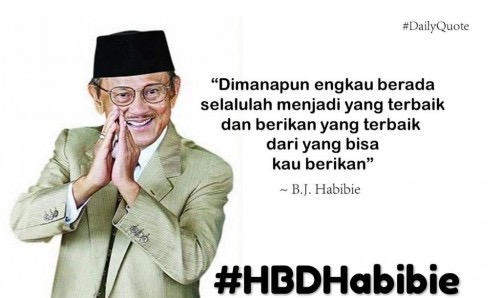 #DailyQuote
“Dimanapun engkau berada
selalulah menjadi yang terbaik
dan berikan yang terbaik
dari yang bisa
kau berikan”
~ B.J. Habibie
#HBDHabibie